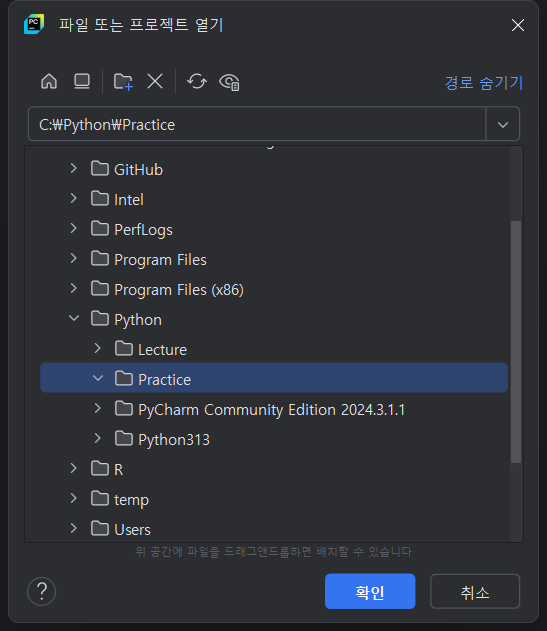 PC
파일 또는 프로젝트 열기
경로 숨기기
C:₩Python₩Practice
GitHub
Intel
PerfLogs
Program Files
Program Files (x86)
Python
Lecture
Practice
PyCharm Community Edition 2024.3.1.1
Python313
R
temp
Users
위 공간에 파일을 드래그앤드롭하면 배치할 수 있습니다
?
확인
취소